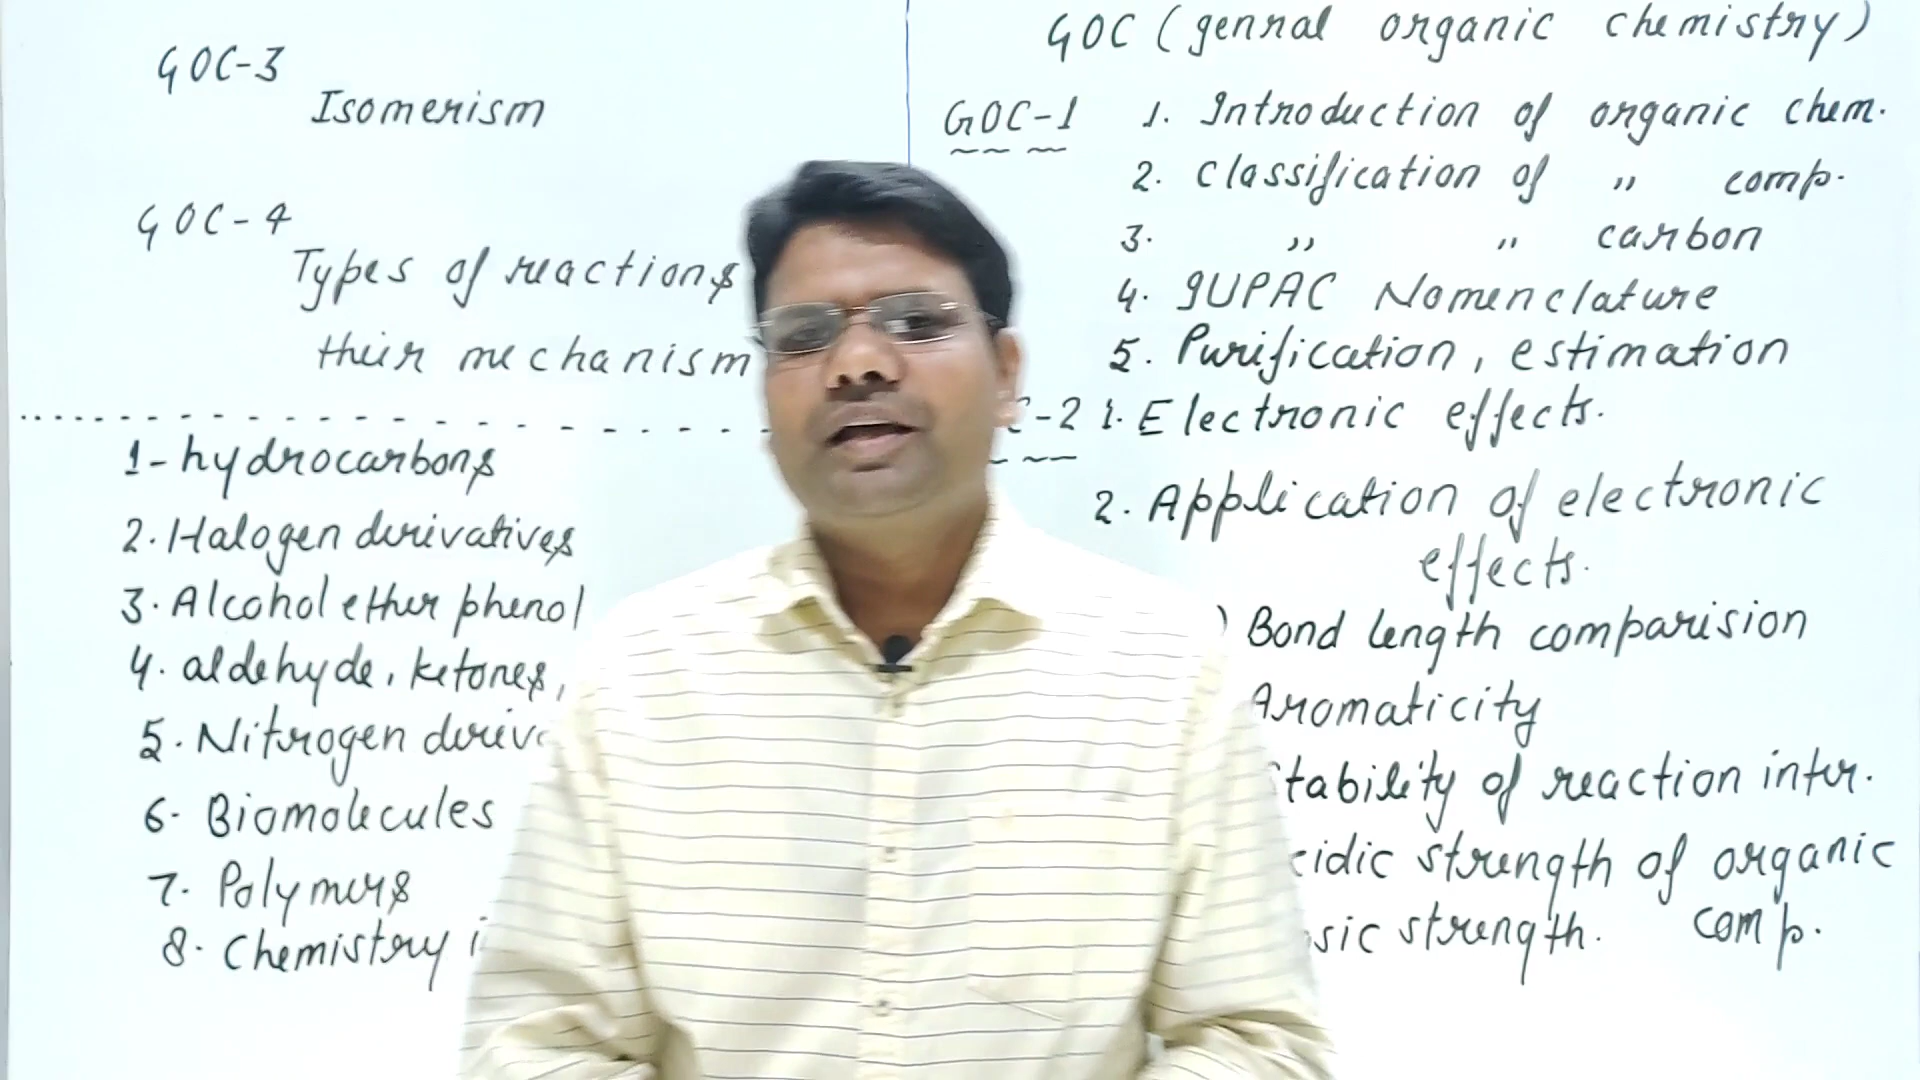 GOC-3
Isomerism
GOC-4
Types of reactions
their mechanism
1-hydrocarbons
2. Halogen derivatives
3. Alcohol ether phenol
4. aldehyde, ketones,
5. Nitrogen
6. Biomolecules
7. Polymers
8. Chemistry
GOC (genral organic chemistry)
GOC-1 1. Introduction of organic chem.
2. Classification of ,, comp.
3. ,, ,, carbon
4. IUPAC Nomenclature
5. Purification, estimation
-2 1. Electronic effects.
2. Application of electronic
effects.
) Bond length comparision
Aromaticity
Stability of reaction inter.
cidic strength of organic
sic strength. comp.